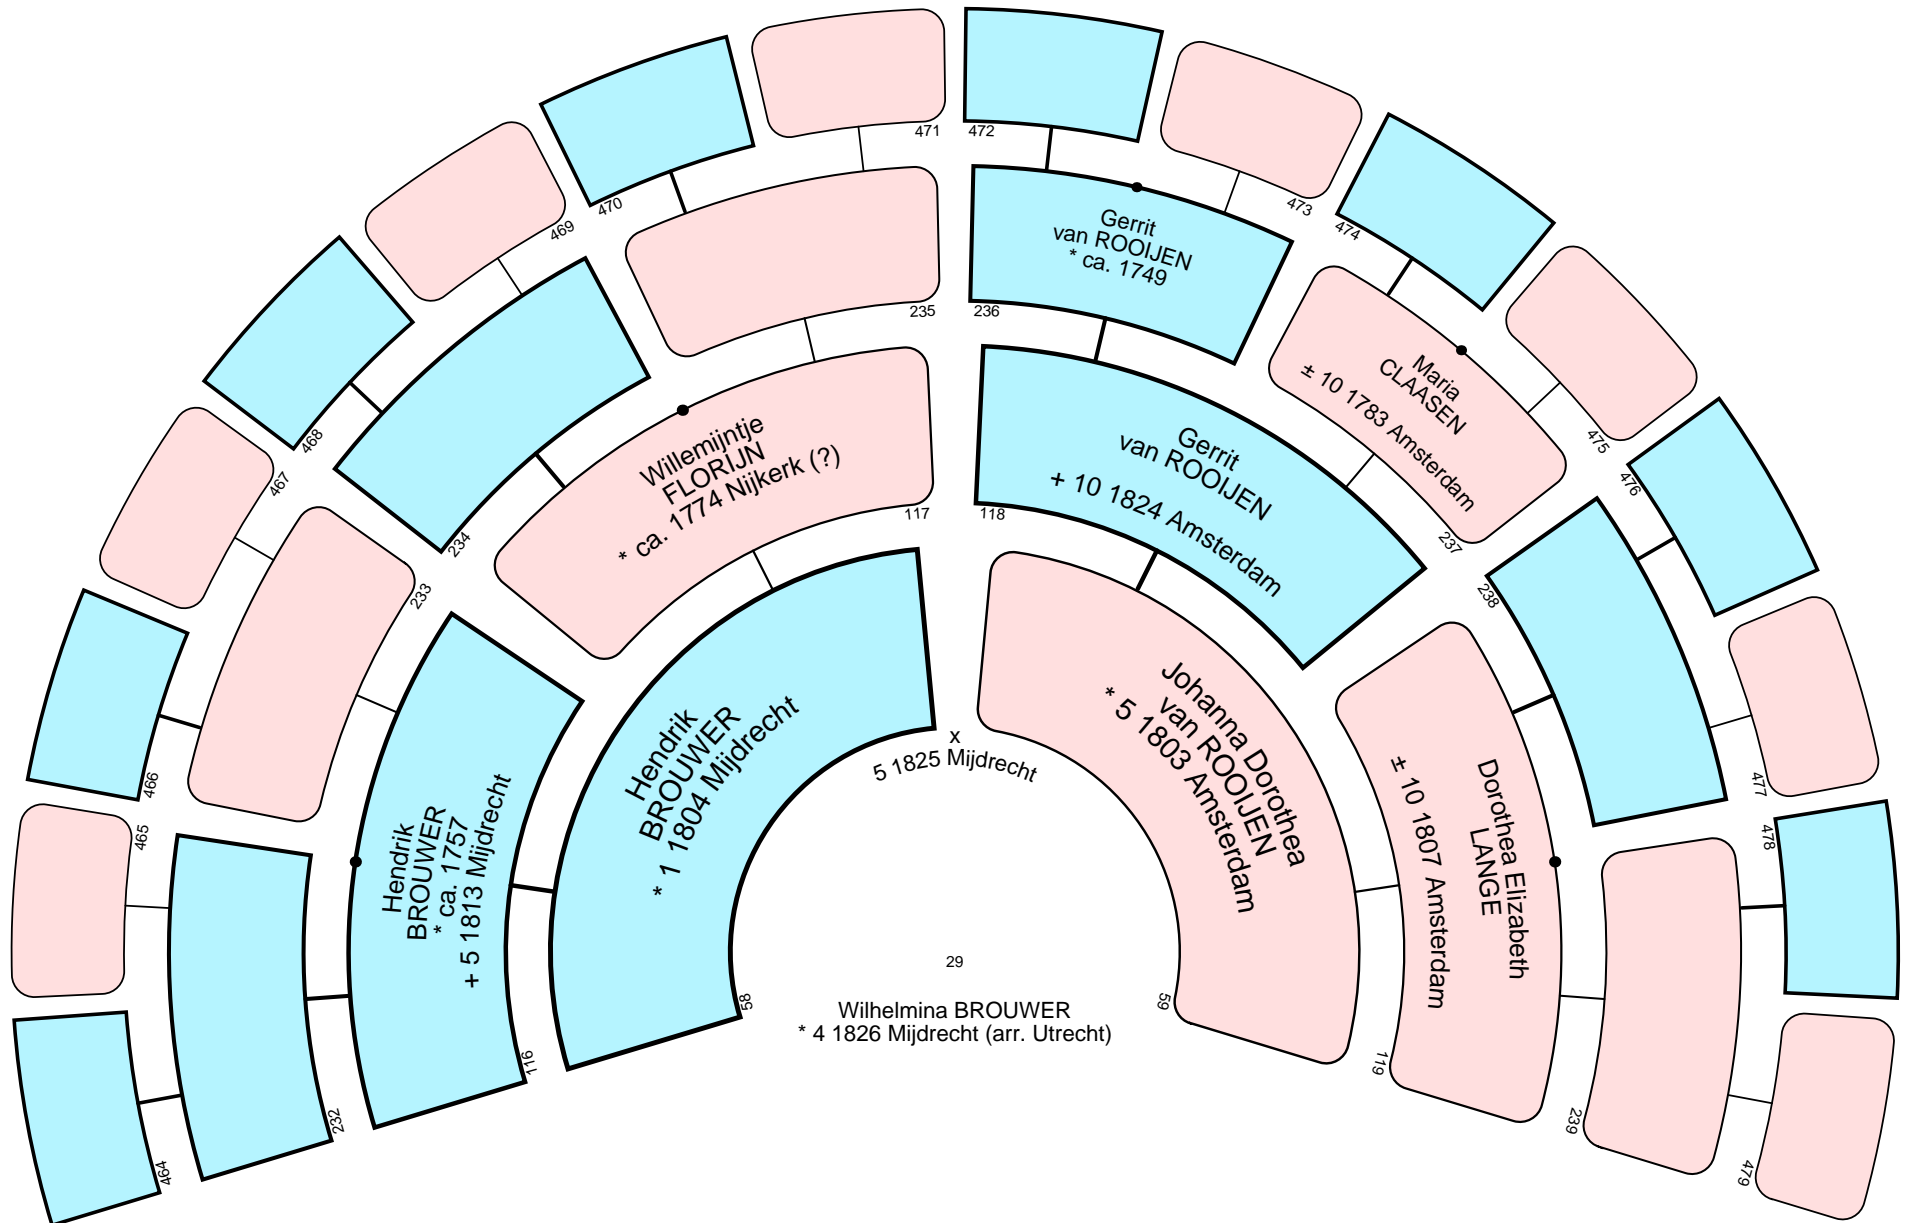 471
472
470
469
473
474
Gerrit
van ROOIJEN
* ca. 1749
235
236
468
467
475
476
Maria
CLAASEN
± 10 1783 Amsterdam
234
233
237
238
Willemijntje
FLORIJN
* ca. 1774 Nijkerk (?)
117
118
Gerrit
van ROOIJEN
+ 10 1824 Amsterdam
466
465
477
478
Hendrik
BROUWER
* ca. 1757
+ 5 1813 Mijdrecht
Hendrik
BROUWER
* 1 1804 Mijdrecht
x
5 1825 Mijdrecht
Johanna Dorothea
van ROOIJEN
* 5 1803 Amsterdam
Dorothea Elizabeth
LANGE
± 10 1807 Amsterdam
29
58
59
Wilhelmina BROUWER
* 4 1826 Mijdrecht (arr. Utrecht)
116
119
232
239
464
479